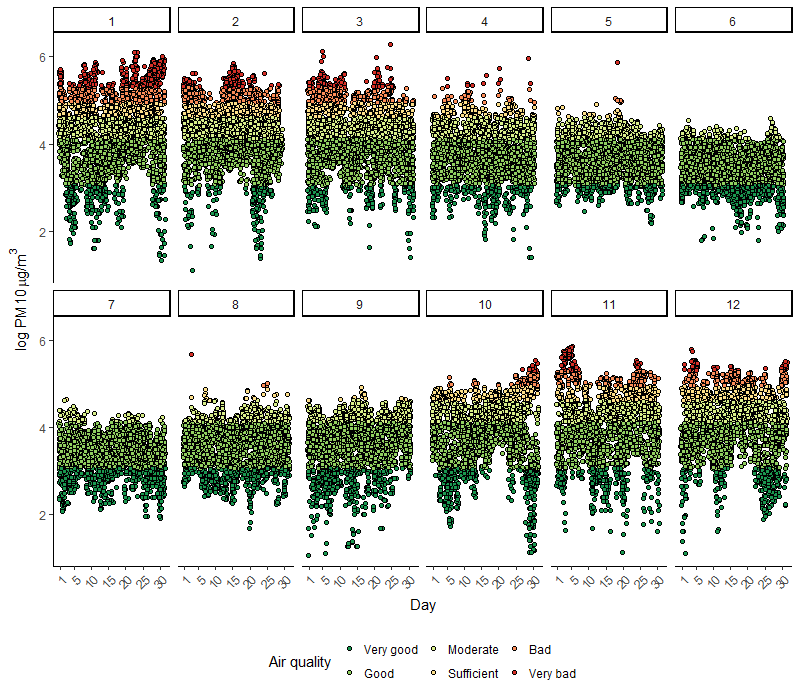 1 2 3 4 5 6
6
4
2
log PM 10 μg/m³
7 8 9 10 11 12
6
4
2
1 5 10 15 20 25 30 1 5 10 15 20 25 30 1 5 10 15 20 25 30 1 5 10 15 20 25 30 1 5 10 15 20 25 30 1 5 10 15 20 25 30
Day
Air quality
Very good Moderate Bad
Good Sufficient Very bad